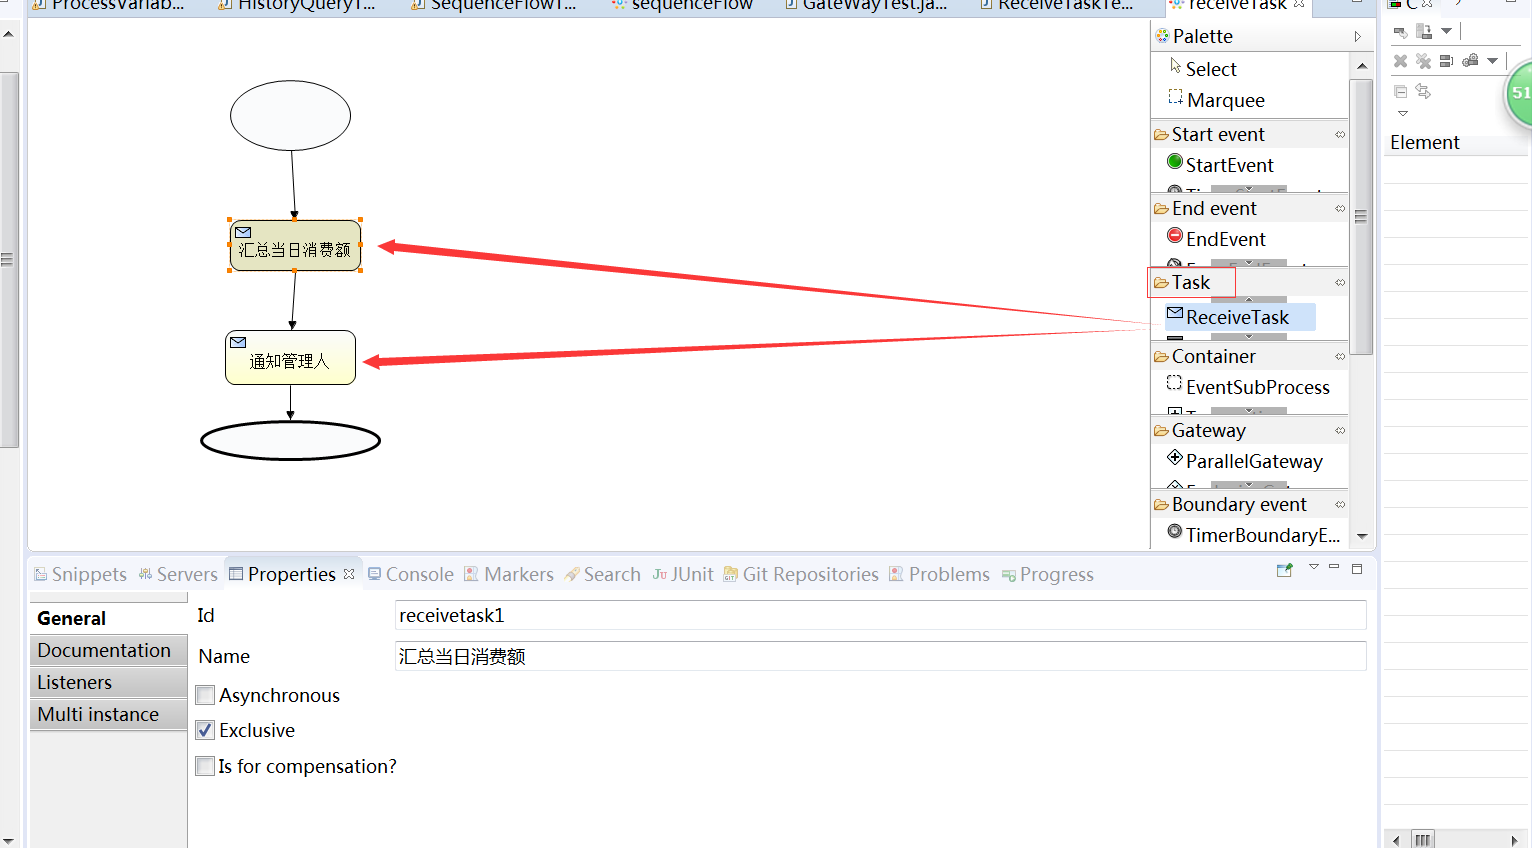 ProcessVariab...
HistoryQueryT...
SequenceFlowT...
sequenceFlow
GateWayTest.ja...
ReceiveTaskTe...
receiveTask
Palette
Select
Marquee
Start event
StartEvent
End event
EndEvent
Task
ReceiveTask
Container
EventSubProcess
Gateway
ParallelGateway
Boundary event
TimerBoundaryE...
汇总当日消费额
通知管理人
51
Element
Snippets
Servers
Properties
Console
Markers
Search
JUnit
Git Repositories
Problems
Progress
General
Documentation
Listeners
Multi instance
Id
receivetask1
Name
汇总当日消费额
Asynchronous
Exclusive
Is for compensation?